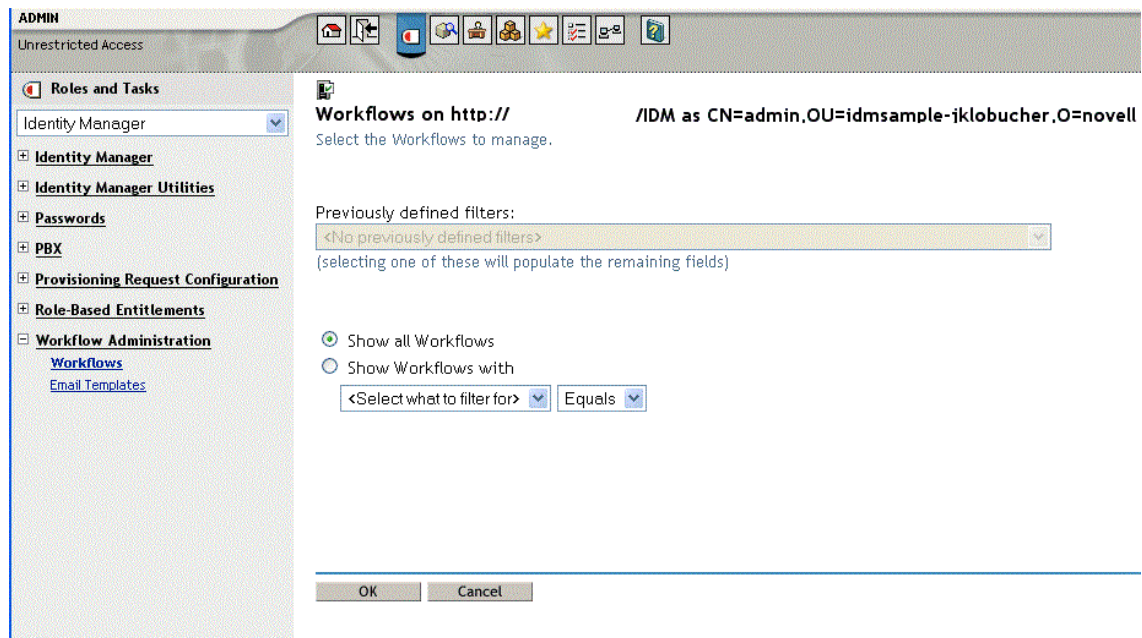 ADMIN
Unrestricted Access
Roles and Tasks
Identity Manager
Identity Manager
Identity Manager Utilities
Passwords
PBX
Provisioning Request Configuration
Role-Based Entitlements
Workflow Administration
Workflows
Email Templates
Workflows on http:// /IDM as CN=admin,OU=idmsample-jklobucher,O=novell
Select the Workflows to manage.
Previously defined filters:
<No previously defined filters>
(selecting one of these will populate the remaining fields)
Show all Workflows
Show Workflows with
<Select what to filter for> Equals
OK Cancel